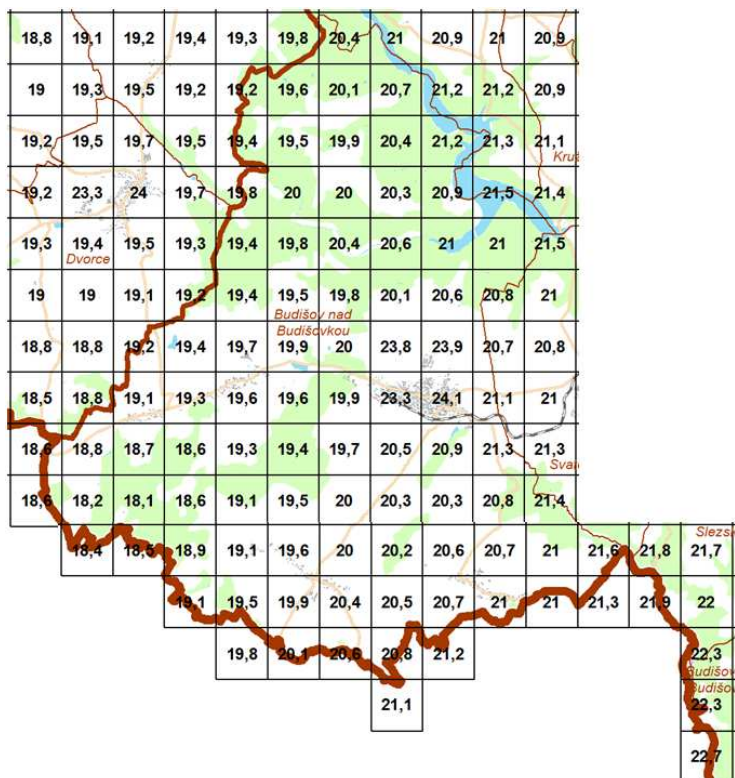 18,8 19,1 19,2 19,4 19,3 19,8 20,4 21 20,9 21 20,9
19 19,3 19,5 19,2 19,2 19,6 20,1 20,7 21,2 21,2 20,9
19,2 19,5 19,7 19,5 19,4 19,5 19,9 20,4 21,2 21,3 21,1
Kru
19,2 23,3 24 19,7 19,8 20 20 20,3 20,9 21,5 21,4
19,3 19,4 19,5 19,3 19,4 19,8 20,4 20,6 21 21 21,5
Dvorce
19 19 19,1 19,2 19,4 19,5 19,8 20,1 20,6 20,8 21
Budišov nad
Budišovkou
18,8 18,8 19,2 19,4 19,7 19,9 20 23,8 23,9 20,7 20,8
18,5 18,8 19,1 19,3 19,6 19,6 19,9 23,3 24,1 21,1 21
18,6 18,8 18,7 18,6 19,3 19,4 19,7 20,5 20,9 21,3 21,3
Svat
18,6 18,2 18,1 18,6 19,1 19,5 20 20,3 20,3 20,8 21,4
Slezs
18,4 18,5 18,9 19,1 19,6 20 20,2 20,6 20,7 21 21,6 21,8 21,7
19,1 19,5 19,9 20,4 20,5 20,7 21 21 21,3 21,9 22
19,8 20,1 20,6 20,8 21,2 22,3
Budišov
Budišo
21,1 22,3
22,7